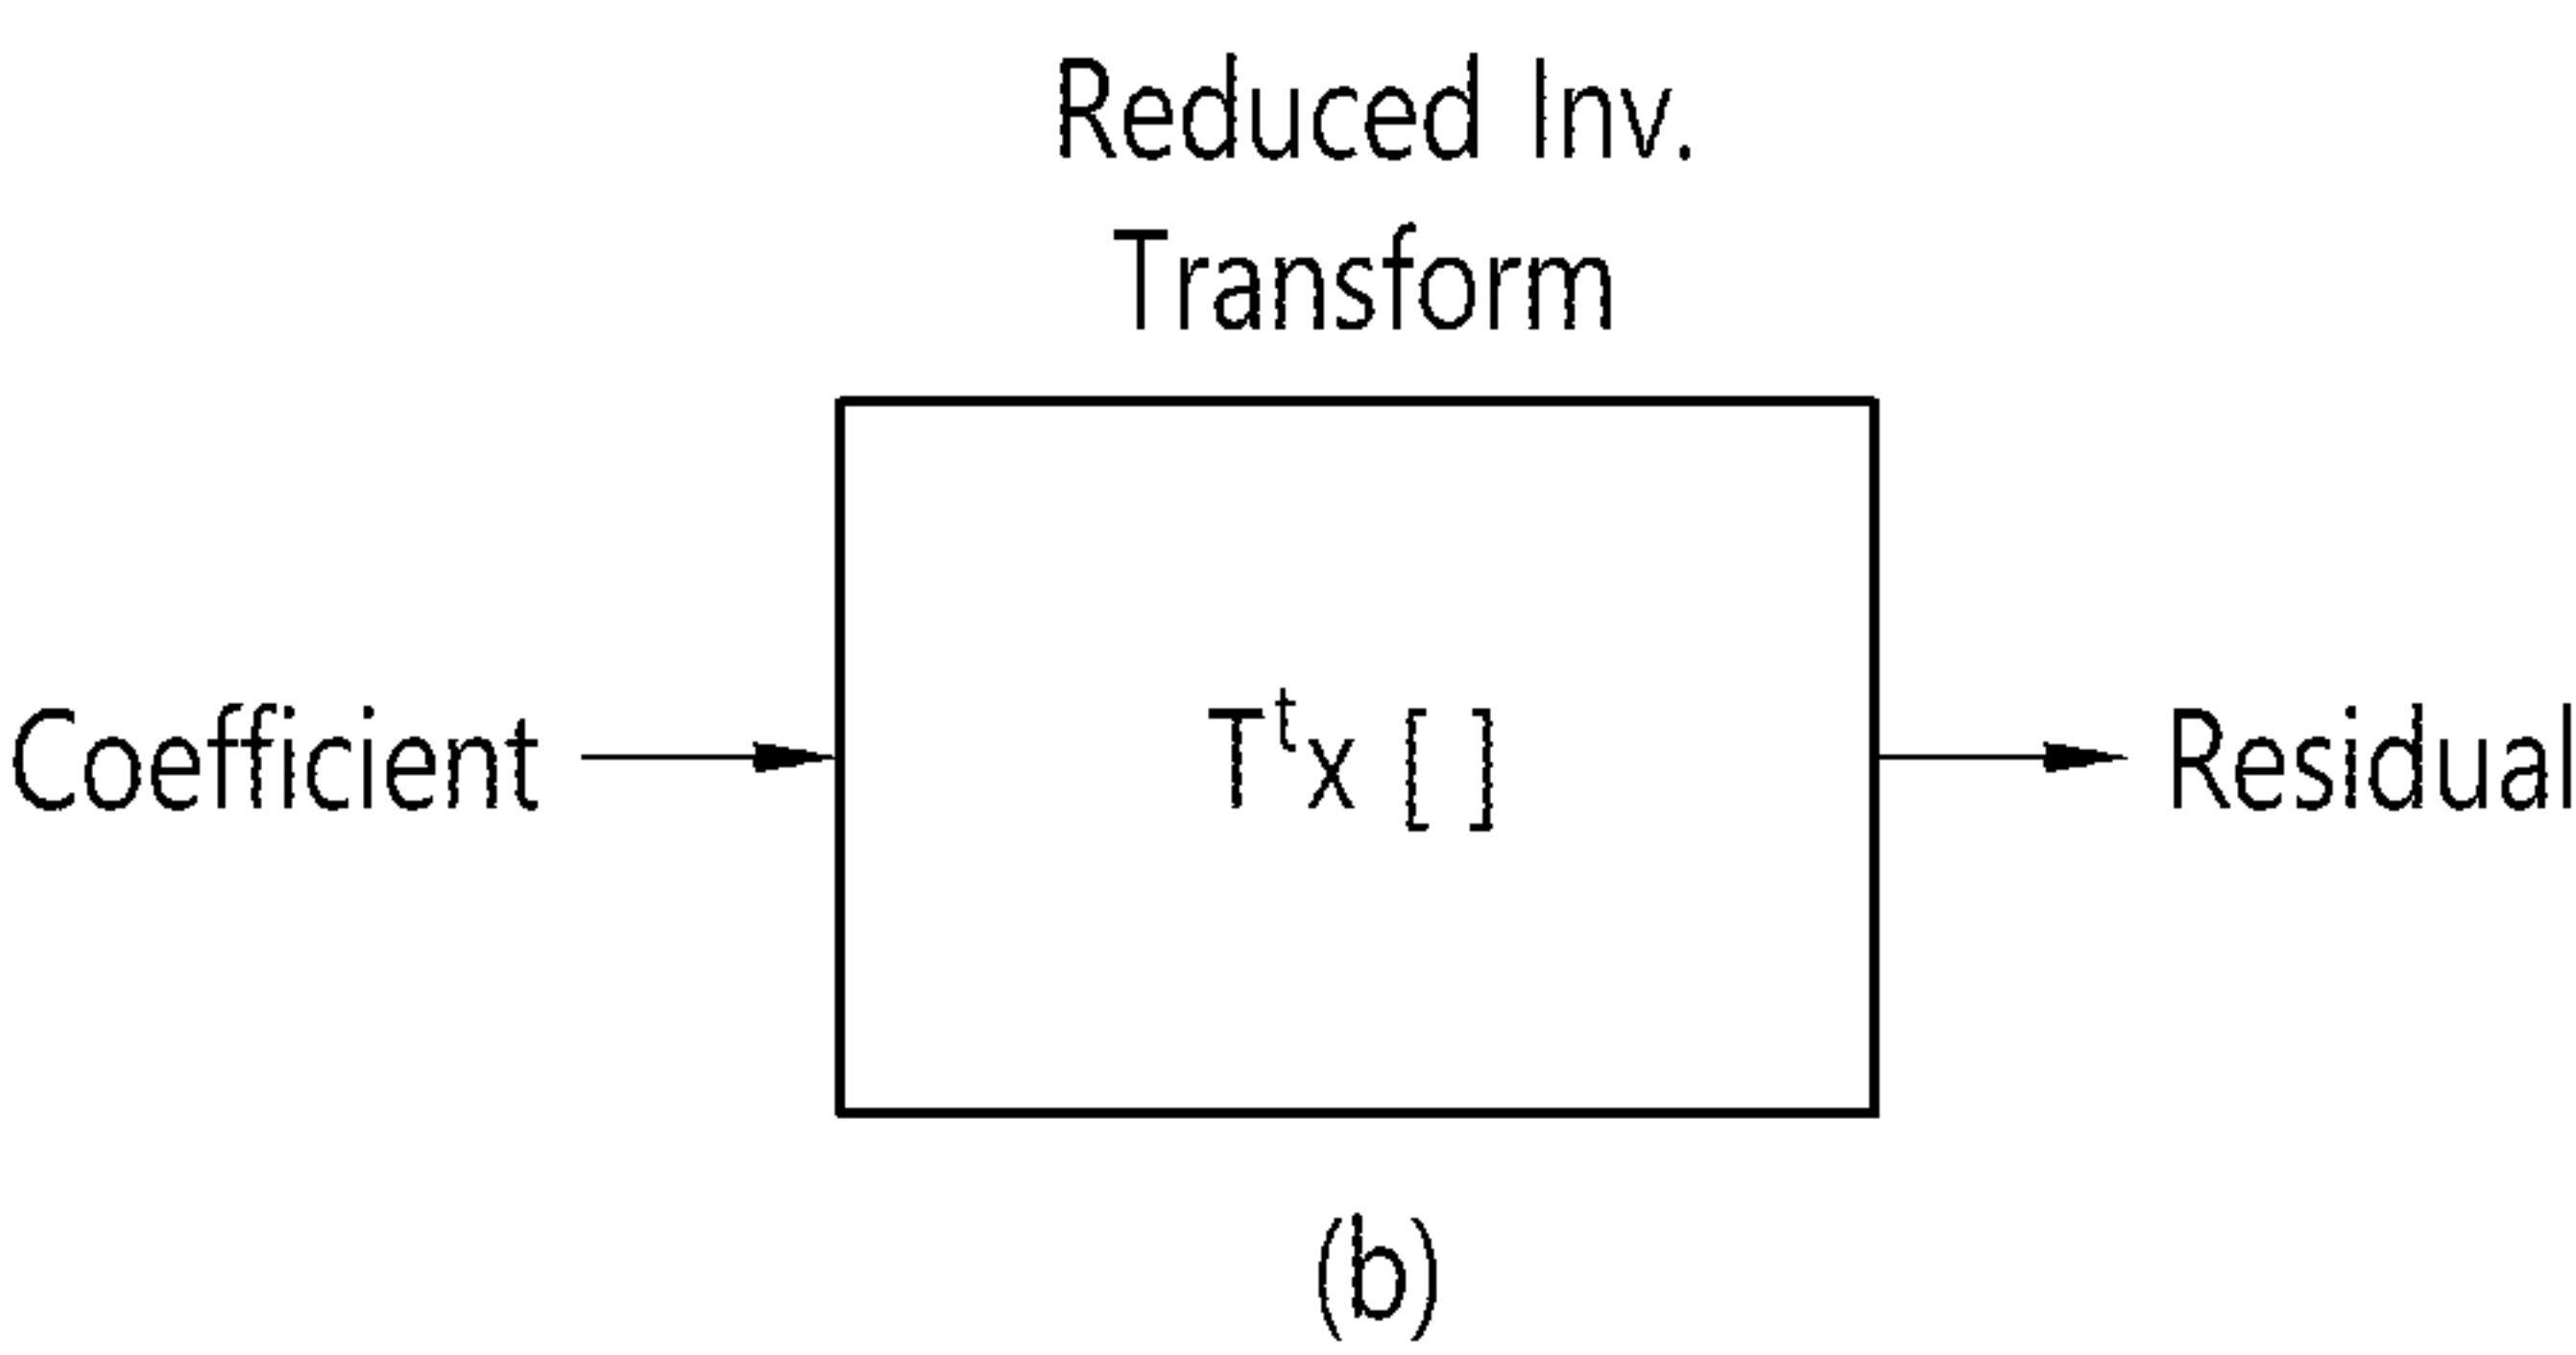 Reduced Inv.
Transform
Coefficient
Tᵗx [ ]
Residual
(b)